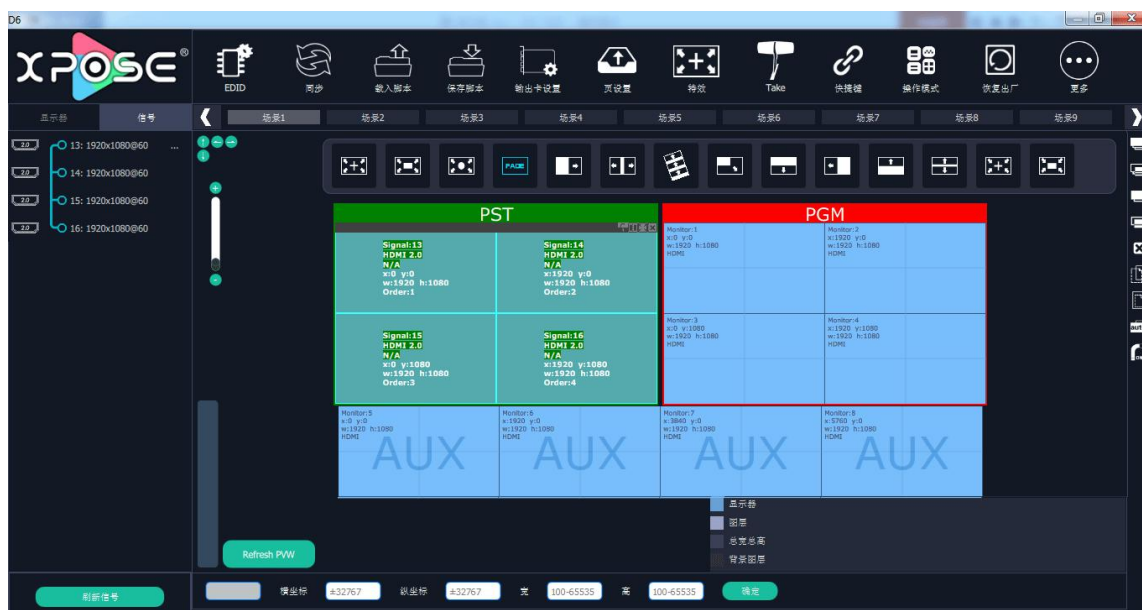 D6
XPOSE®
EDID
同步
载入脚本
保存脚本
输出卡设置
页设置
特效
Take
快捷键
操作模式
恢复出厂
更多
显示器
信号
场景1
场景2
场景3
场景4
场景5
场景6
场景7
场景8
场景9
2.0
13: 1920x1080@60
...
2.0
14: 1920x1080@60
2.0
15: 1920x1080@60
2.0
16: 1920x1080@60
PAGE
PST
PGM
Signal:13
HDMI 2.0
N/A
x:0 y:0
w:1920 h:1080
Order:1
Signal:14
HDMI 2.0
N/A
x:1920 y:0
w:1920 h:1080
Order:2
Monitor:1
x:0 y:0
w:1920 h:1080
HDMI
Monitor:2
x:1920 y:0
w:1920 h:1080
HDMI
Signal:15
HDMI 2.0
N/A
x:0 y:1080
w:1920 h:1080
Order:3
Signal:16
HDMI 2.0
N/A
x:1920 y:1080
w:1920 h:1080
Order:4
Monitor:3
x:0 y:1080
w:1920 h:1080
HDMI
Monitor:4
x:1920 y:1080
w:1920 h:1080
HDMI
Monitor:5
x:0 y:0
w:1920 h:1080
HDMI
AUX
Monitor:6
x:1920 y:0
w:1920 h:1080
HDMI
AUX
Monitor:7
x:3840 y:0
w:1920 h:1080
HDMI
AUX
Monitor:8
x:5760 y:0
w:1920 h:1080
HDMI
AUX
aut
显示器
图层
总宽总高
背景图层
Refresh PVW
刷新信号
横坐标
±32767
纵坐标
±32767
宽
100-65535
高
100-65535
确定